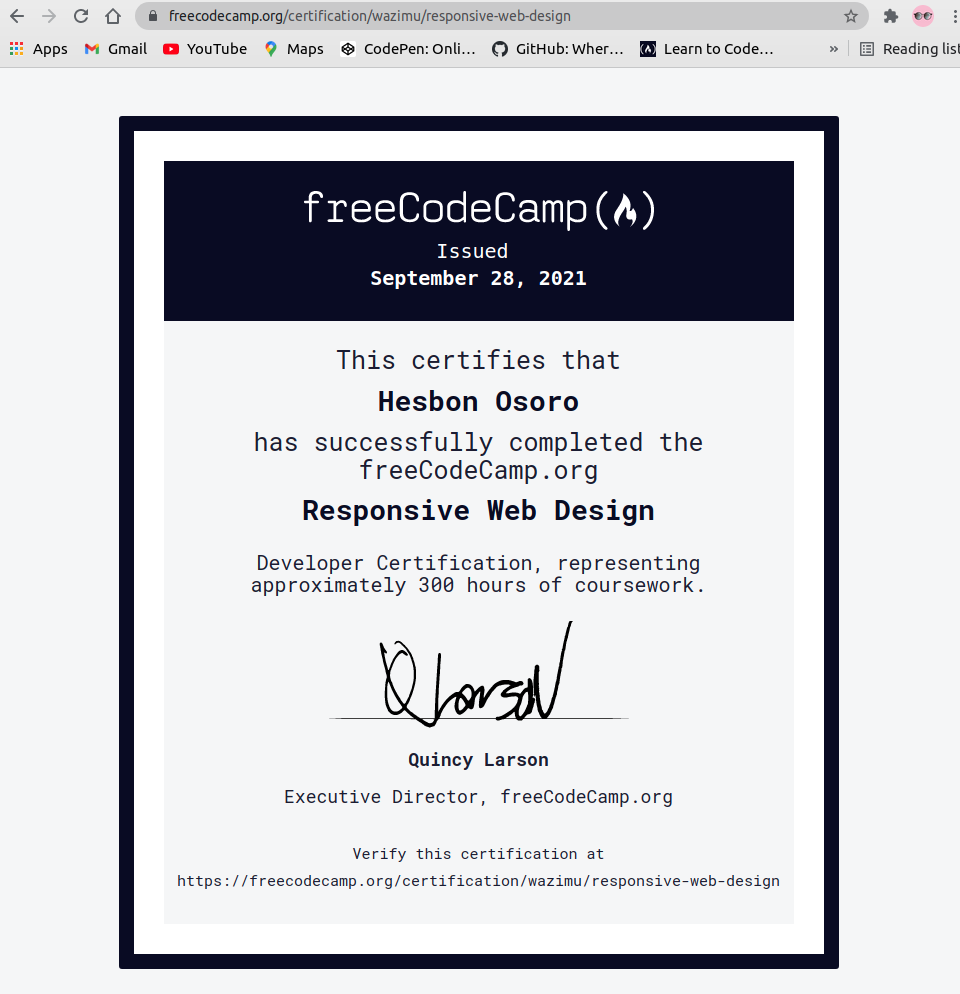 freecodecamp.org/certification/wazimu/responsive-web-design
Apps Gmail YouTube Maps CodePen: Onli… GitHub: Wher… Learn to Code… » Reading list
freeCodeCamp
Issued
September 28, 2021
This certifies that
Hesbon Osoro
has successfully completed the
freeCodeCamp.org
Responsive Web Design
Developer Certification, representing
approximately 300 hours of coursework.
Q Larson
Quincy Larson
Executive Director, freeCodeCamp.org
Verify this certification at
https://freecodecamp.org/certification/wazimu/responsive-web-design